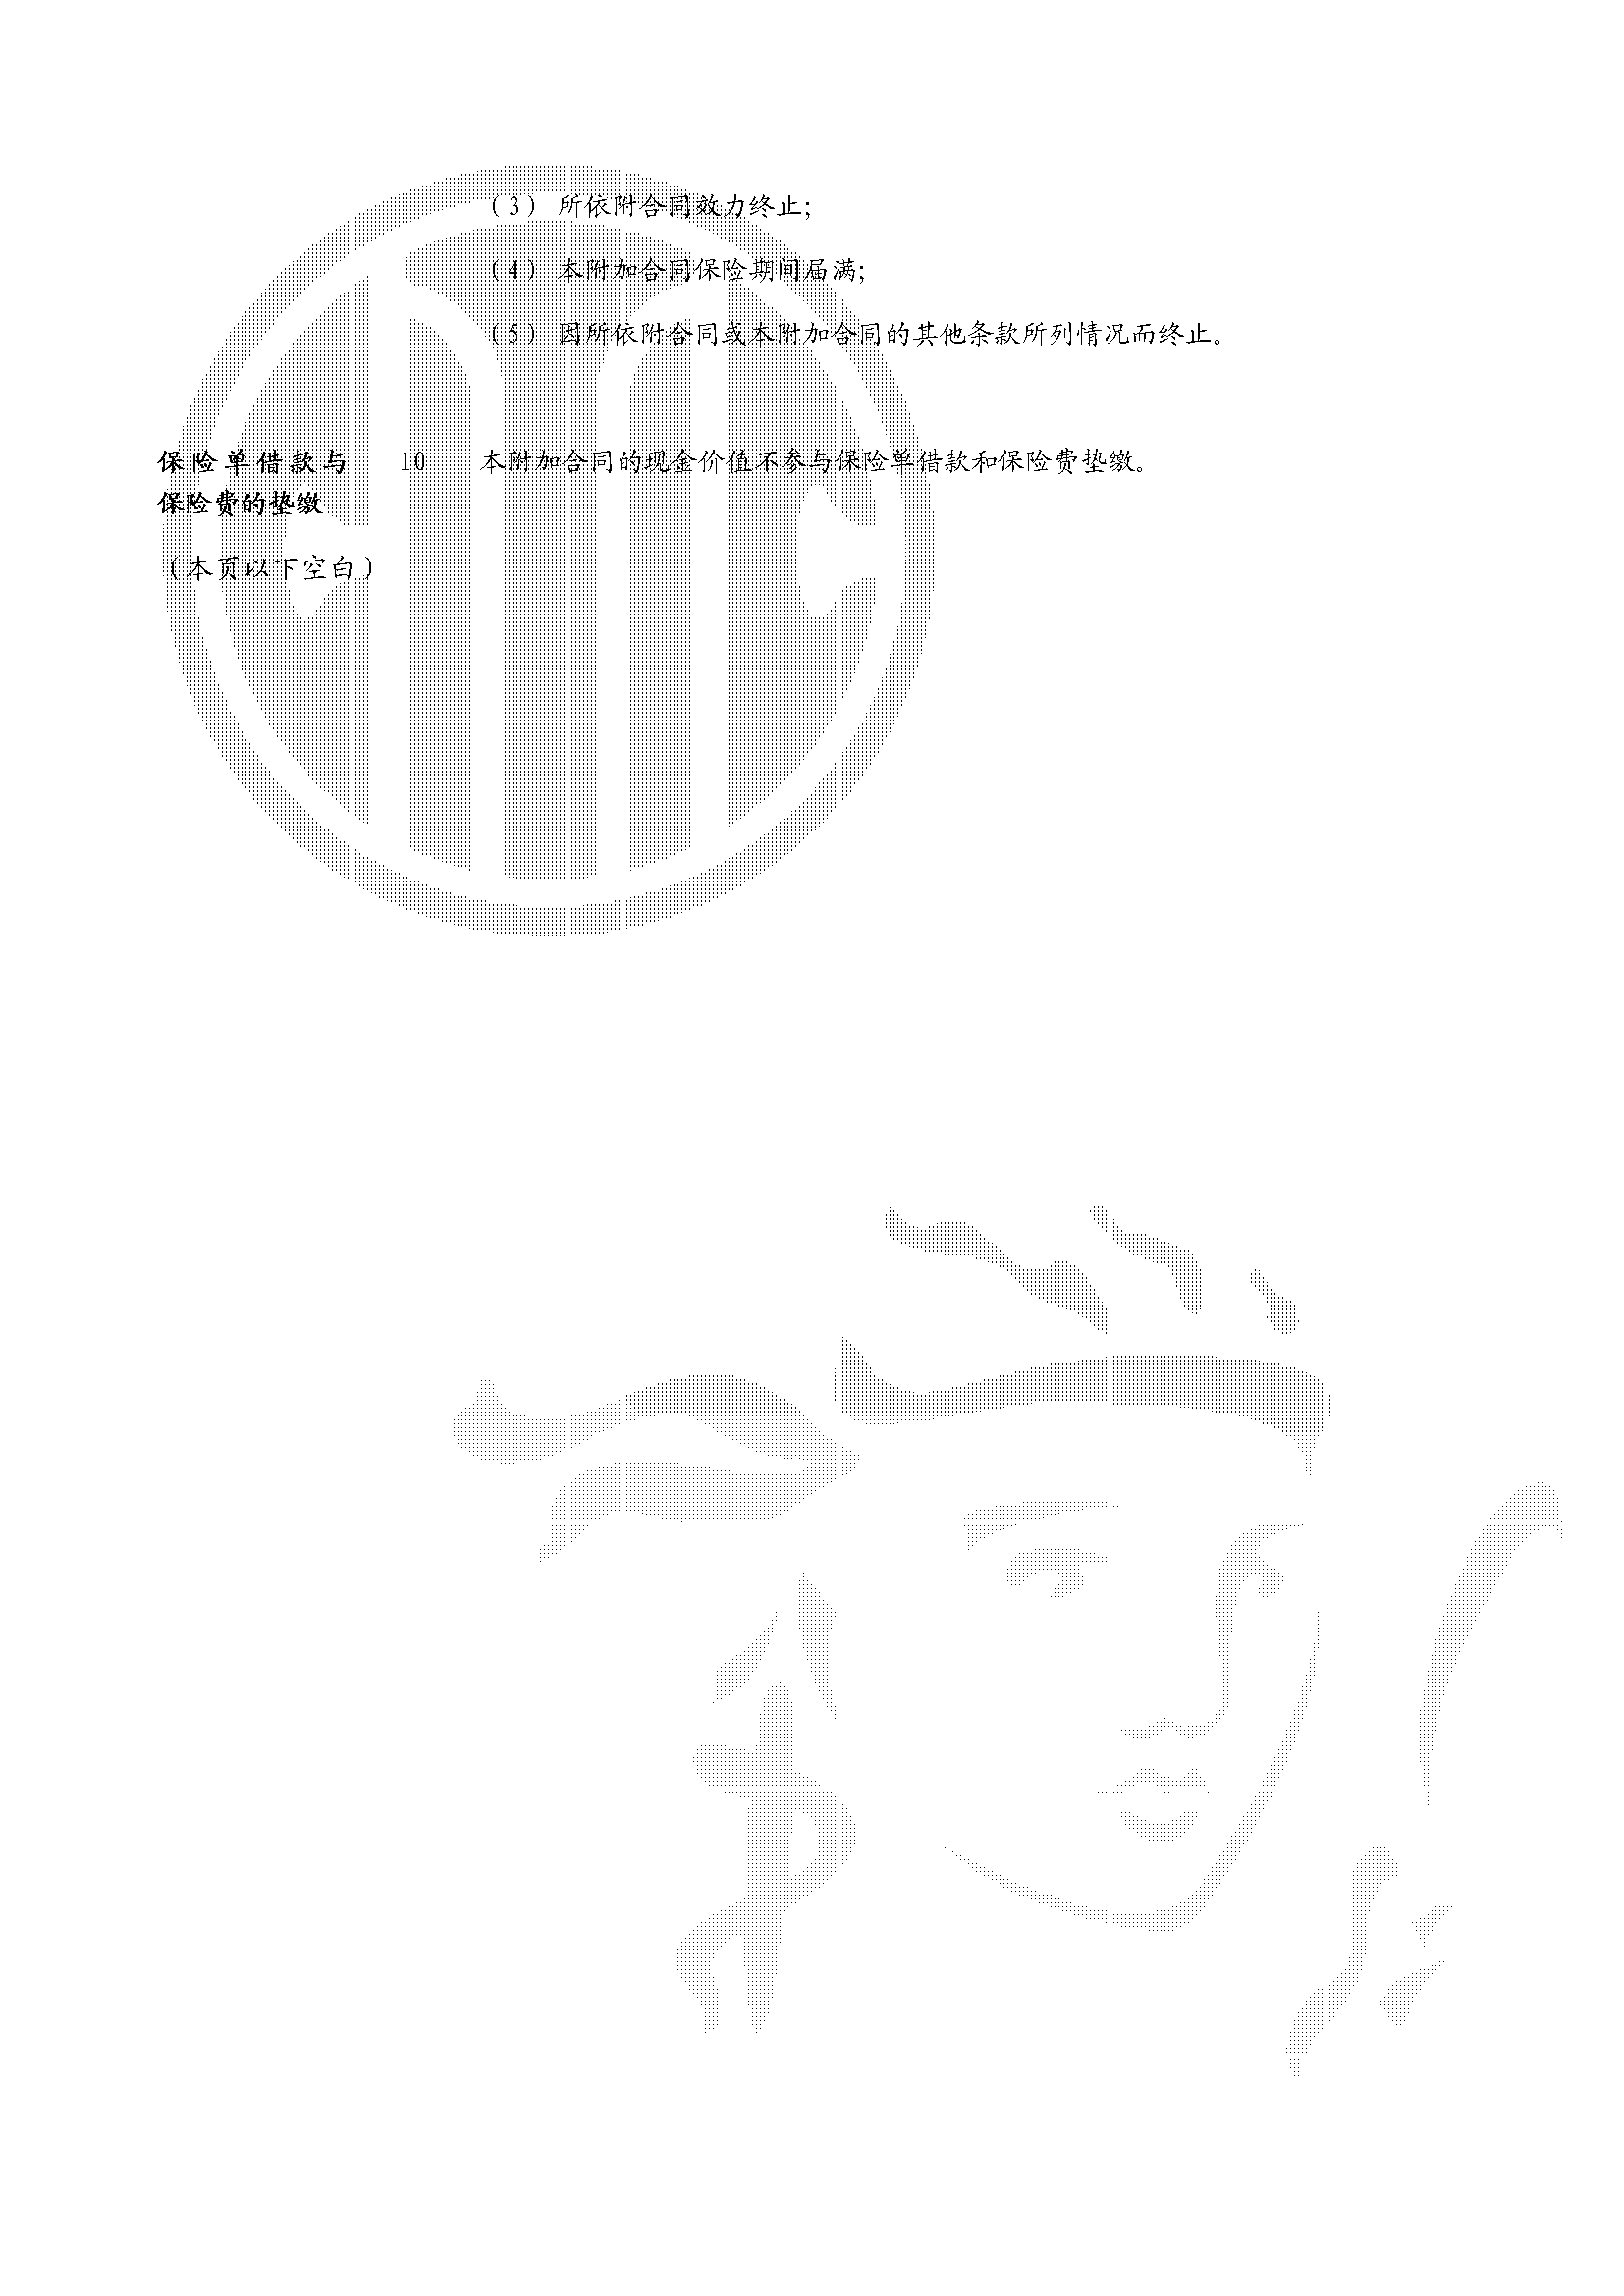 （3） 所依附合同效力终止；
（4） 本附加合同保险期间届满；
（5） 因所依附合同或本附加合同的其他条款所列情况而终止。
保险单借款与 10 本附加合同的现金价值不参与保险单借款和保险费垫缴。
保险费的垫缴
（本页以下空白）